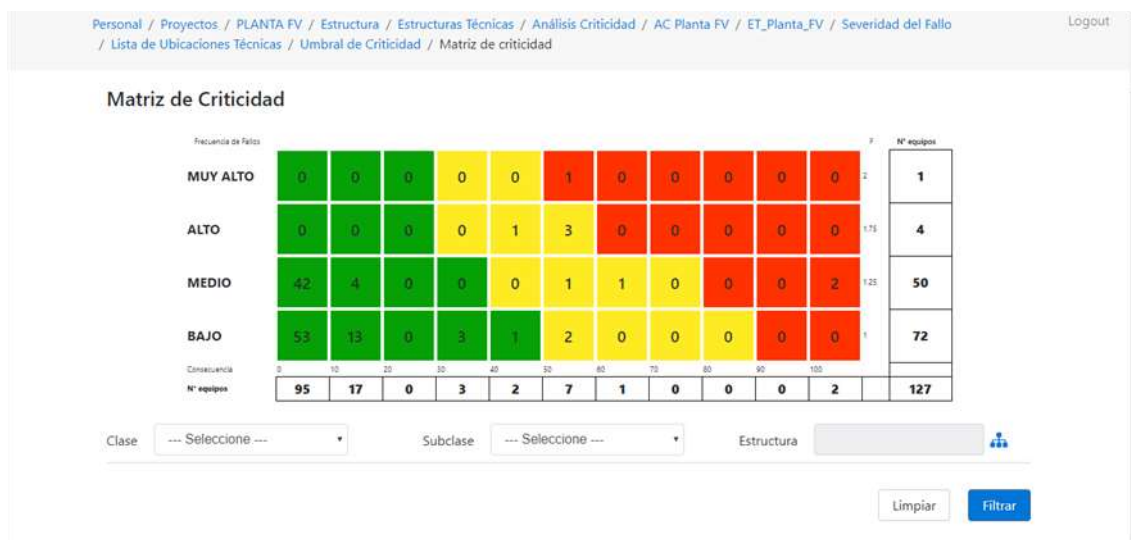 Personal / Proyectos / PLANTA FV / Estructura / Estructuras Técnicas / Análisis Criticidad / AC Planta FV / ET_Planta_FV / Severidad del Fallo
/ Lista de Ubicaciones Técnicas / Umbral de Criticidad / Matriz de criticidad
Logout
Matriz de Criticidad
Frecuencia de Fallos F N° equipos
MUY ALTO 0 0 0 0 0 1 0 0 0 0 0 2 1
ALTO 0 0 0 0 1 3 0 0 0 0 0 1.75 4
MEDIO 42 4 0 0 0 1 1 0 0 0 2 1.25 50
BAJO 53 13 0 3 1 2 0 0 0 0 0 1 72
Consecuencia 0 10 20 30 40 50 60 70 80 90 100
N° equipos 95 17 0 3 2 7 1 0 0 0 2 127
Clase --- Seleccione --- Subclase --- Seleccione --- Estructura
Limpiar Filtrar